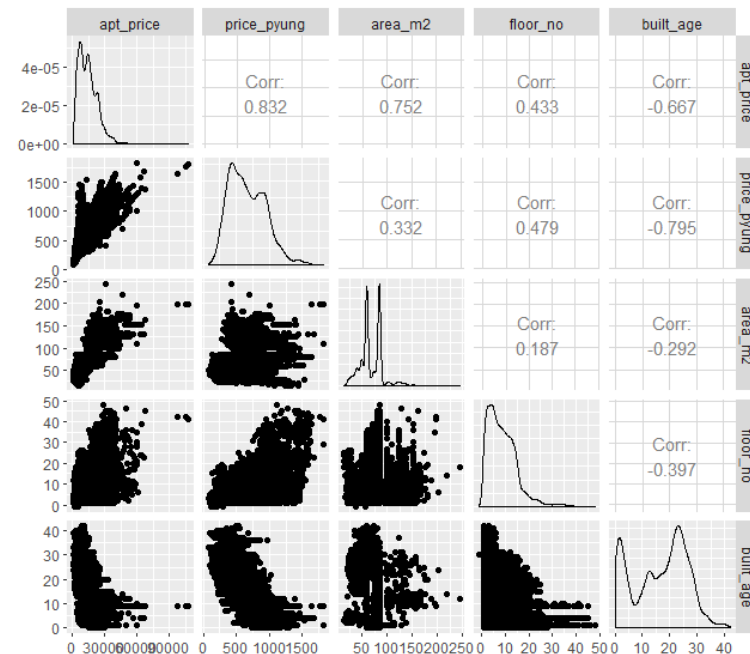 apt_price price_pyung area_m2 floor_no built_age
4e-05
2e-05
0e+00
Corr:
0.832
Corr:
0.752
Corr:
0.433
Corr:
-0.667
apt_price
1500
1000
500
0
Corr:
0.332
Corr:
0.479
Corr:
-0.795
price_pyung
250
200
150
100
50
Corr:
0.187
Corr:
-0.292
area_m2
50
40
30
20
10
0
Corr:
-0.397
floor_no
40
30
20
10
0
built_age
0 30000 60000 90000 0 500 1000 1500 50 100 150 200 250 0 10 20 30 40 50 0 10 20 30 40